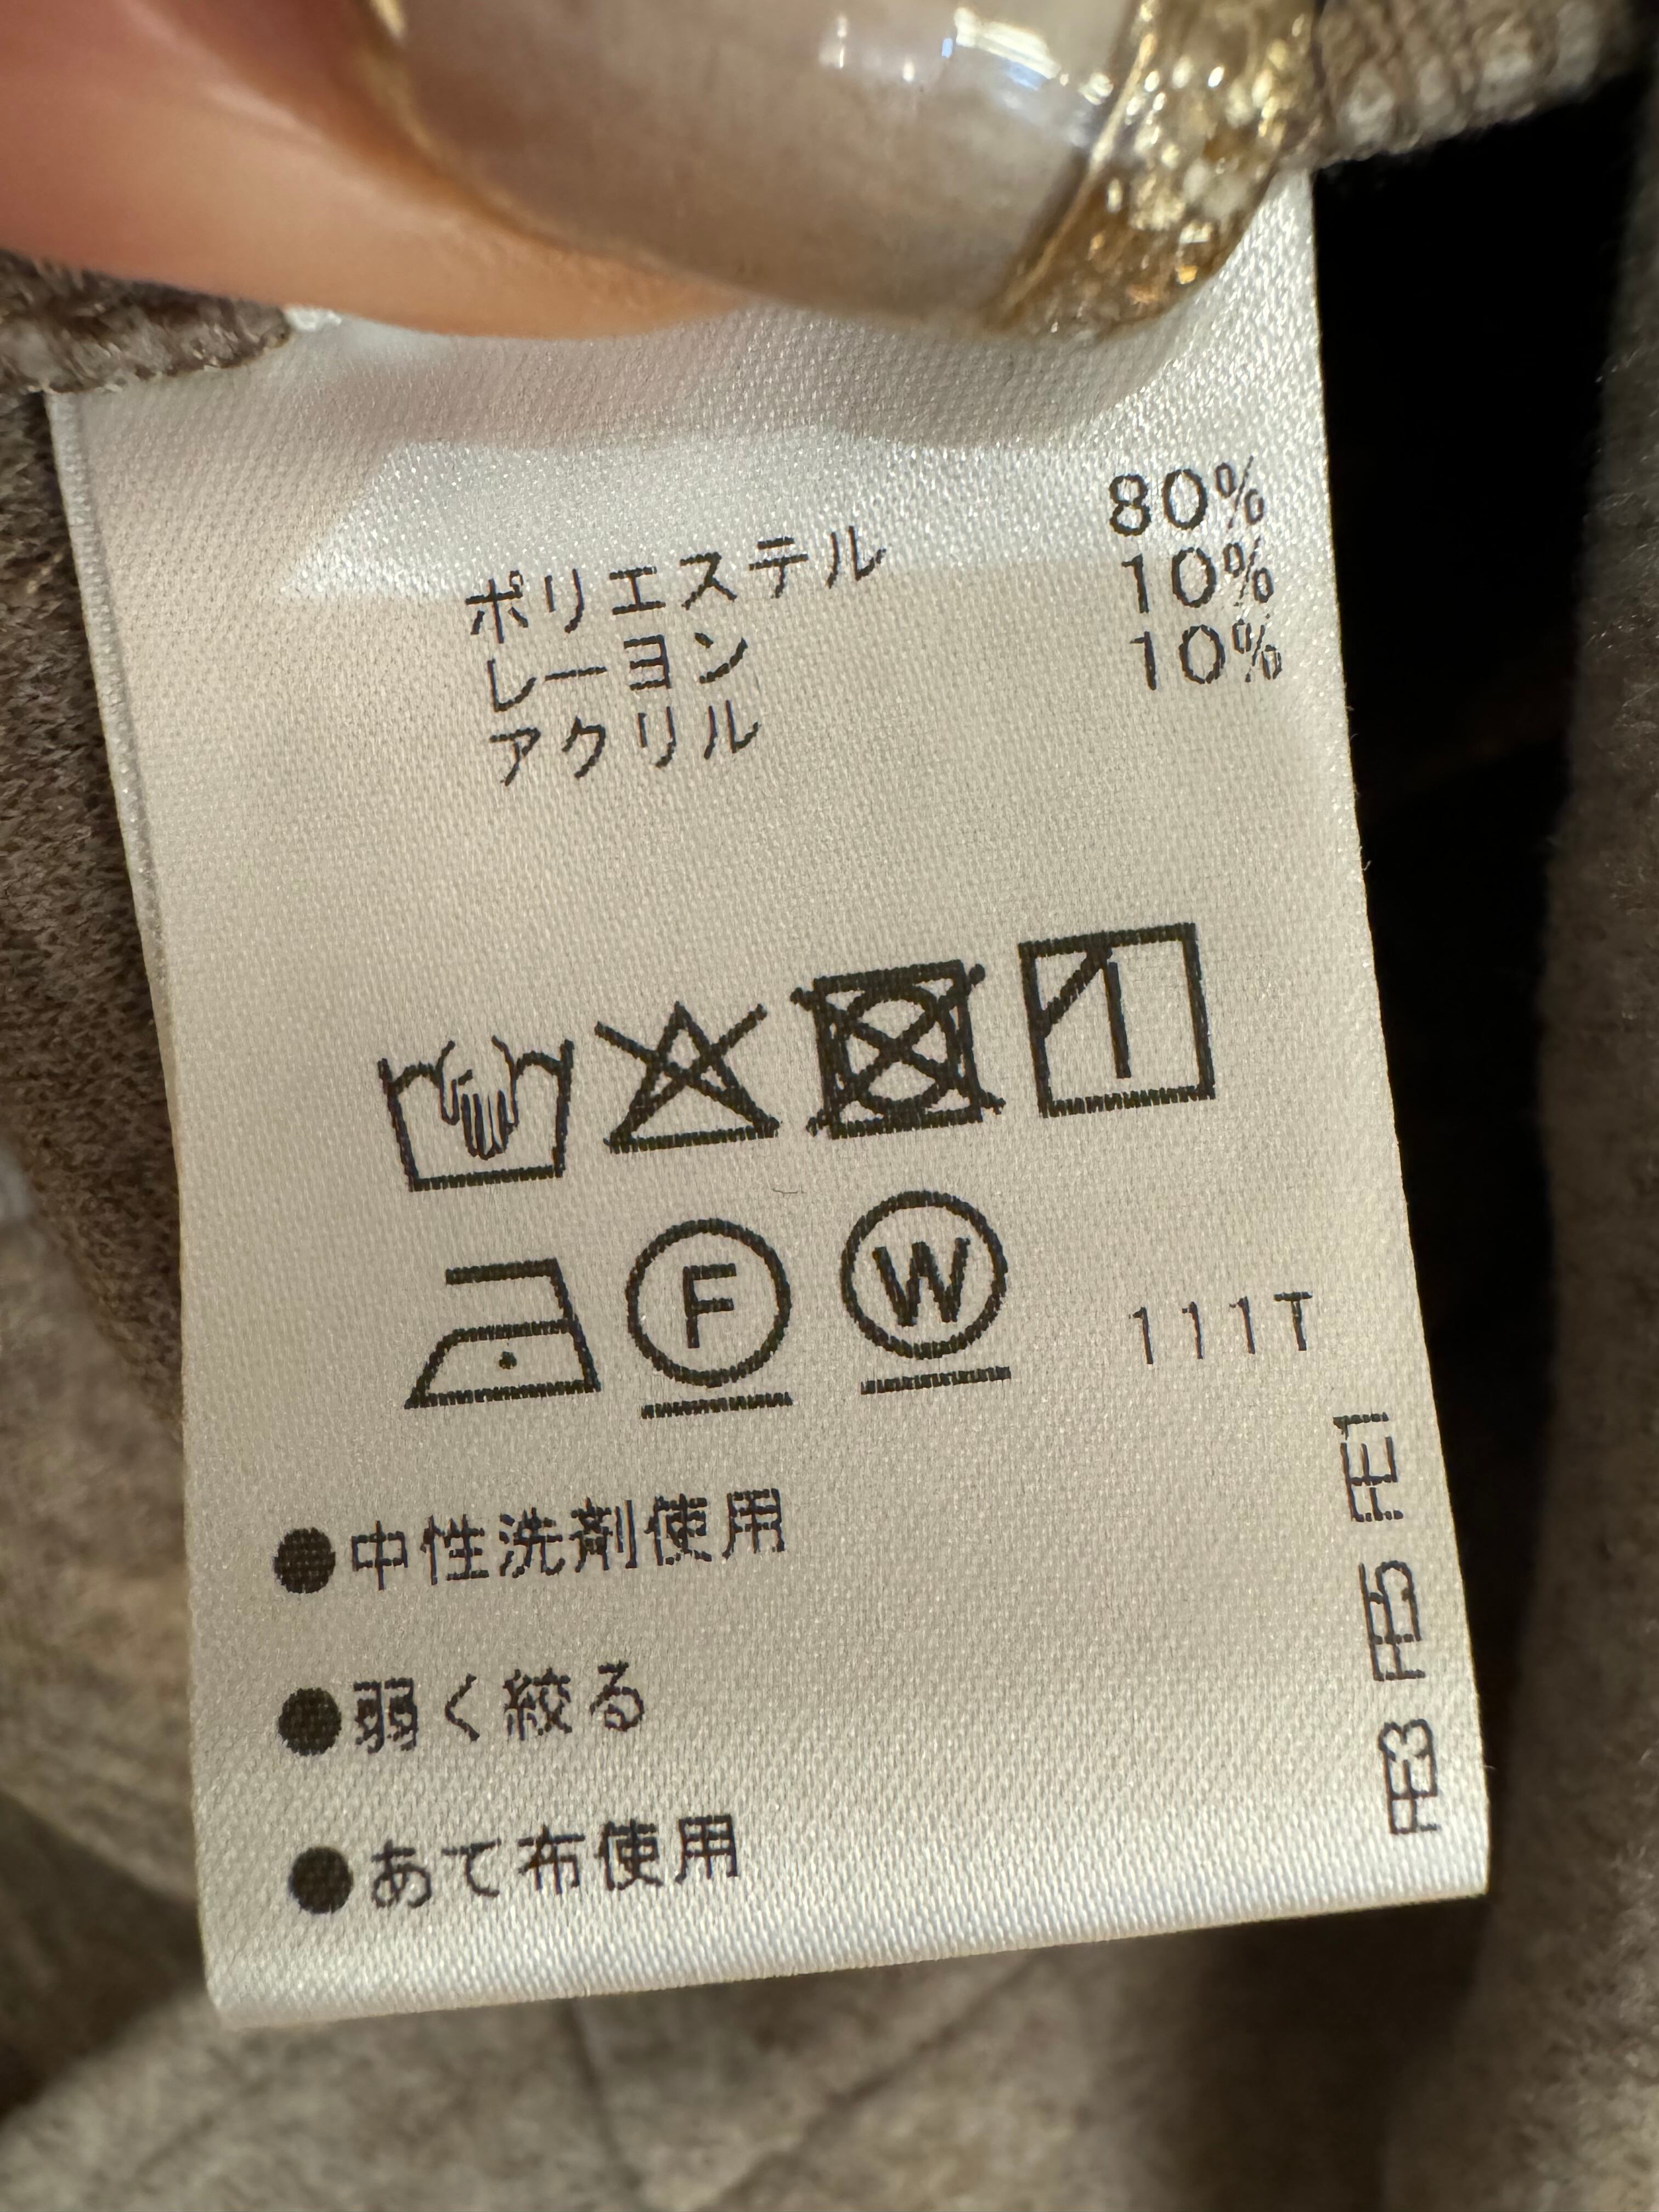 ポリエステル 80%
レーヨン 10%
アクリル 10%
F W 111T
●中性洗剤使用
●弱く絞る
●あて布使用